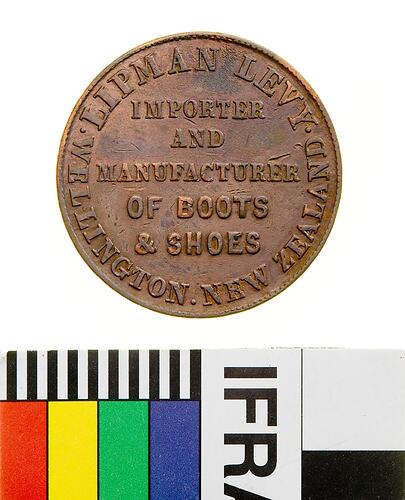 ·LIPMAN LEVY·
IMPORTER
AND
MANUFACTURER
OF BOOTS
& SHOES
WELLINGTON. NEW ZEALAND
IFRA